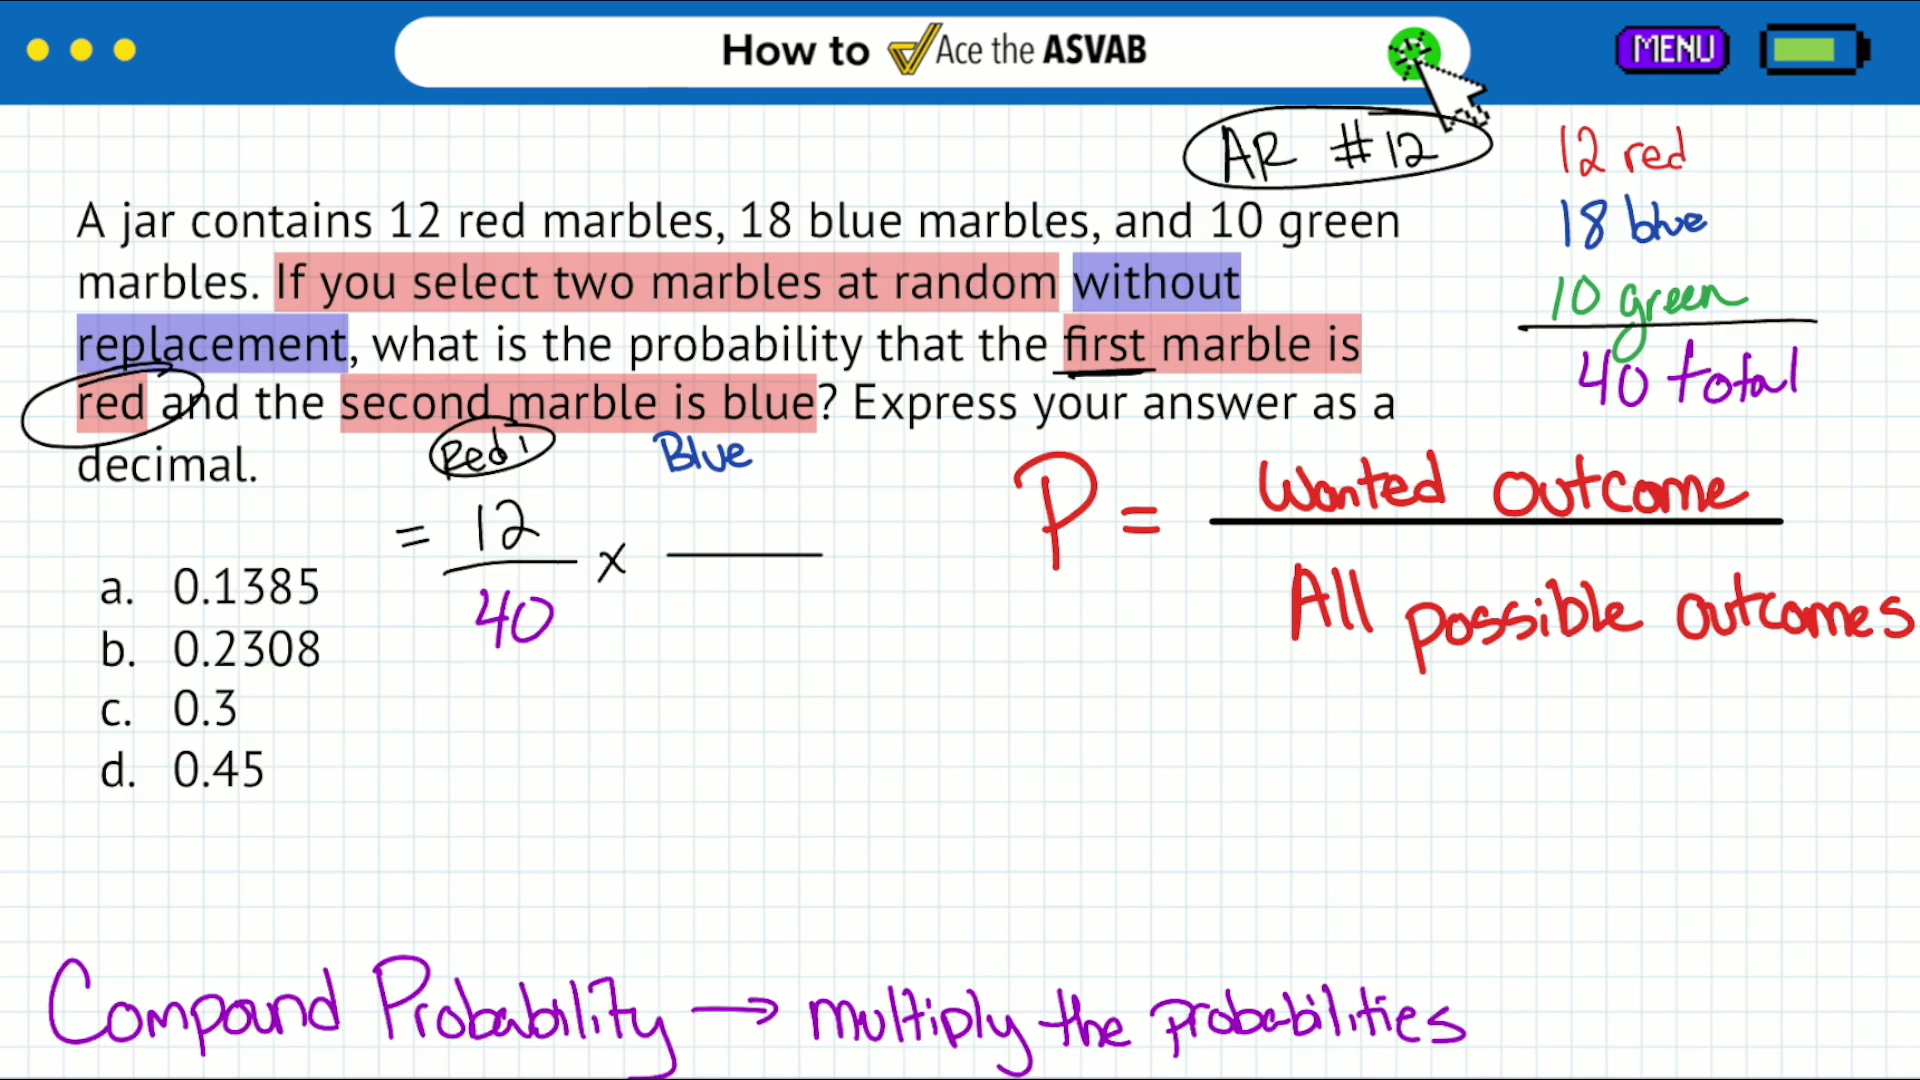 How to Ace the ASVAB
MENU
AR #12
12 red
18 blue
10 green
40 total
A jar contains 12 red marbles, 18 blue marbles, and 10 green
marbles. If you select two marbles at random without
replacement, what is the probability that the first marble is
red and the second marble is blue? Express your answer as a
decimal.
Red 1
Blue
= 12
x
40
P = Wanted outcome
All possible outcomes
a. 0.1385
b. 0.2308
c. 0.3
d. 0.45
Compound Probability → multiply the probabilities